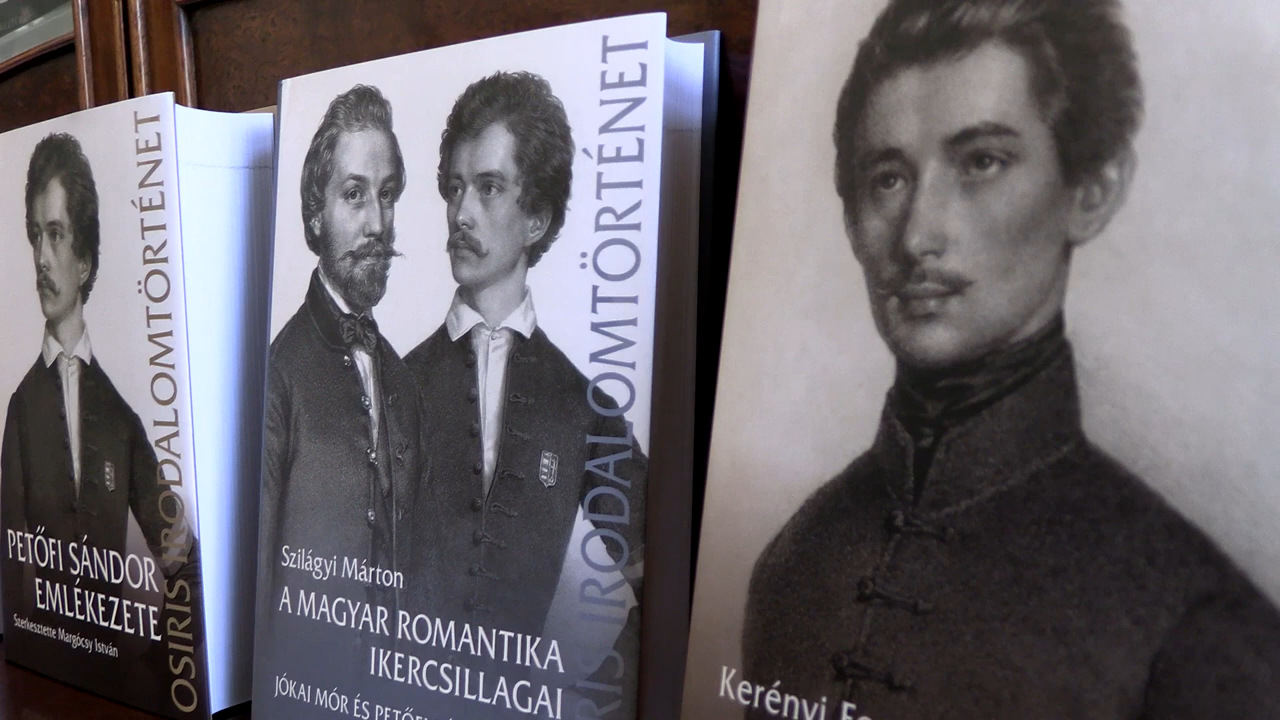 PETŐFI SÁNDOR
EMLÉKEZETE
Szerkesztette Margócsy István
OSIRIS IRODALOMTÖRTÉNET
Szilágyi Márton
A MAGYAR ROMANTIKA
IKERCSILLAGAI
JÓKAI MÓR ÉS
IRODALOMTÖRTÉNET
Kerényi